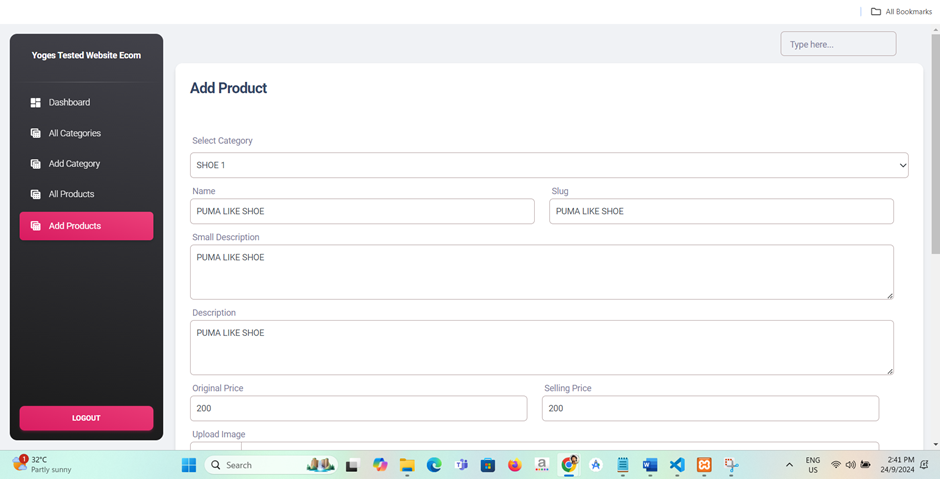 All Bookmarks
Yoges Tested Website Ecom
Dashboard
All Categories
Add Category
All Products
Add Products
LOGOUT
Type here...
Add Product
Select Category
SHOE 1
Name
Slug
PUMA LIKE SHOE
PUMA LIKE SHOE
Small Description
PUMA LIKE SHOE
Description
PUMA LIKE SHOE
Original Price
Selling Price
200
200
Upload Image
1
32°C
Partly sunny
Search
a
W
ENG
US
2:41 PM
24/9/2024